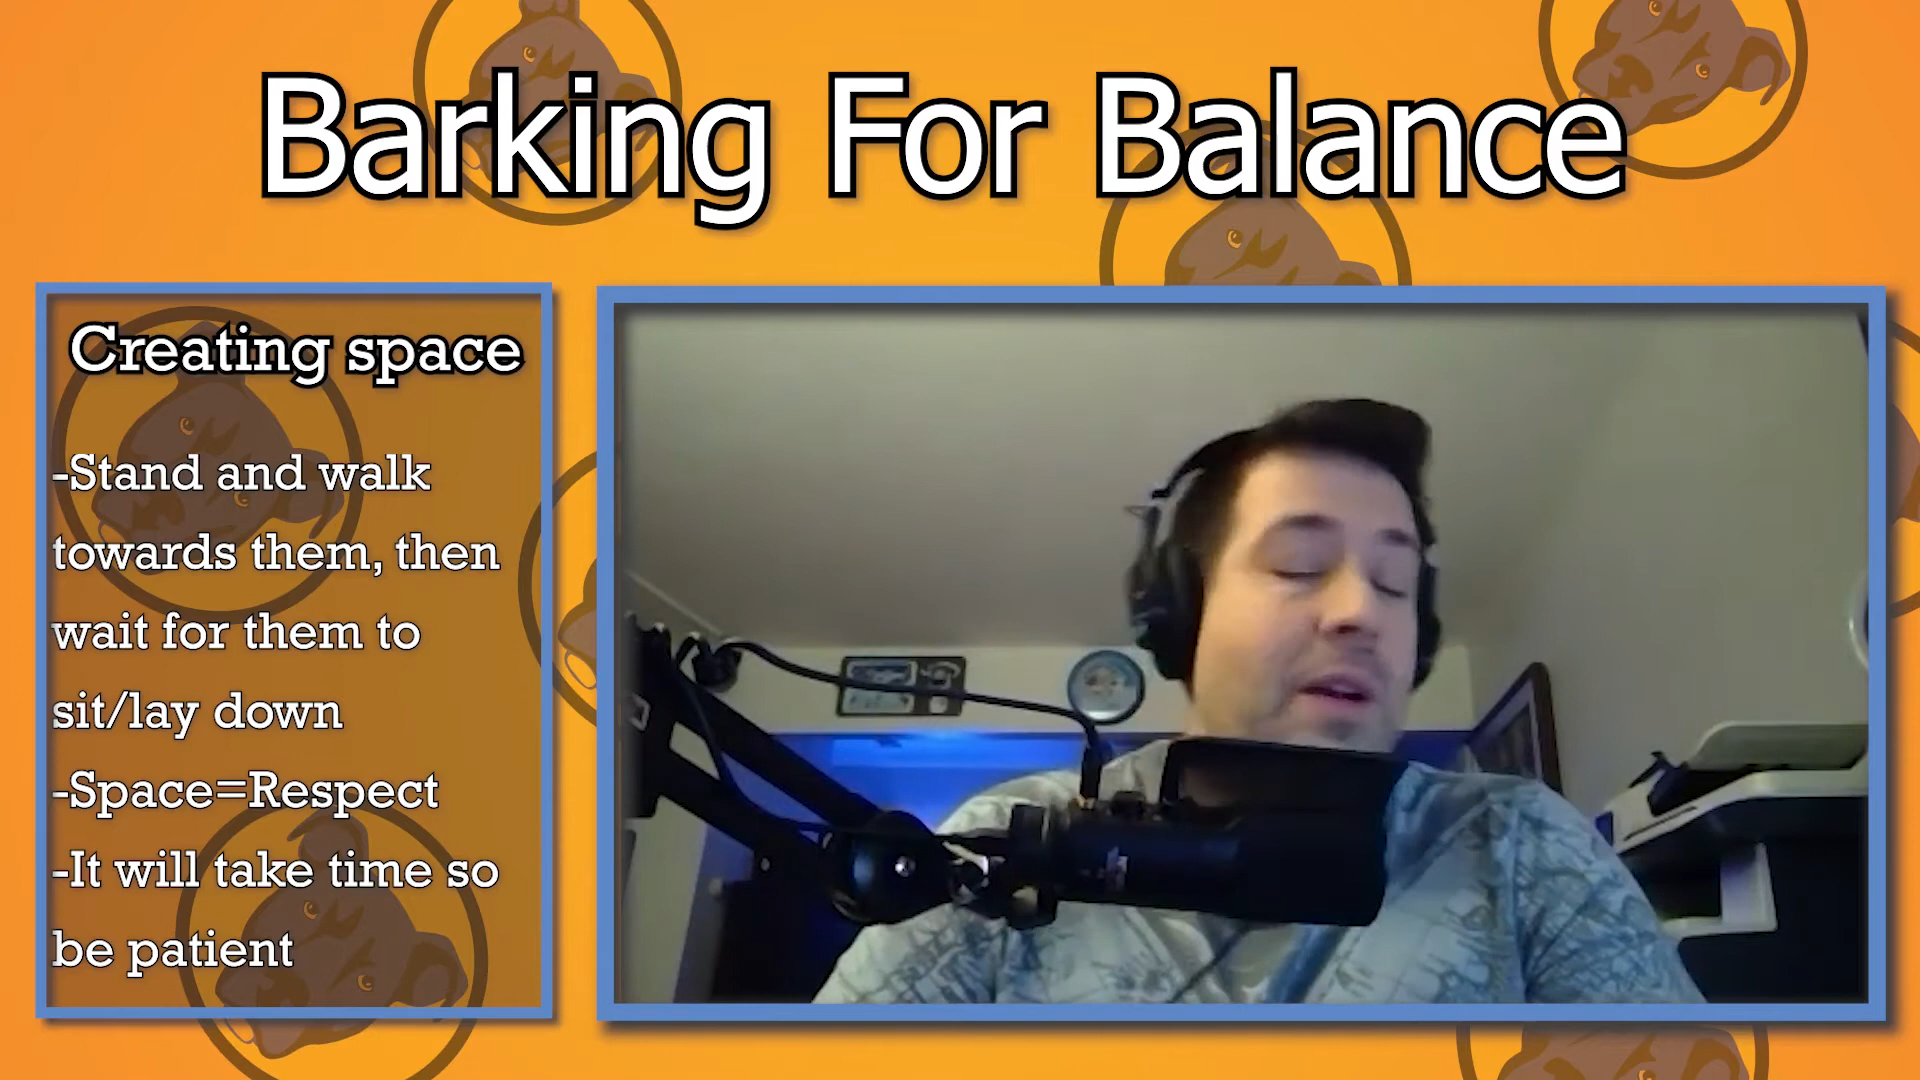 Barking For Balance
Creating space
-Stand and walk
towards them, then
wait for them to
sit/lay down
-Space=Respect
-It will take time so
be patient